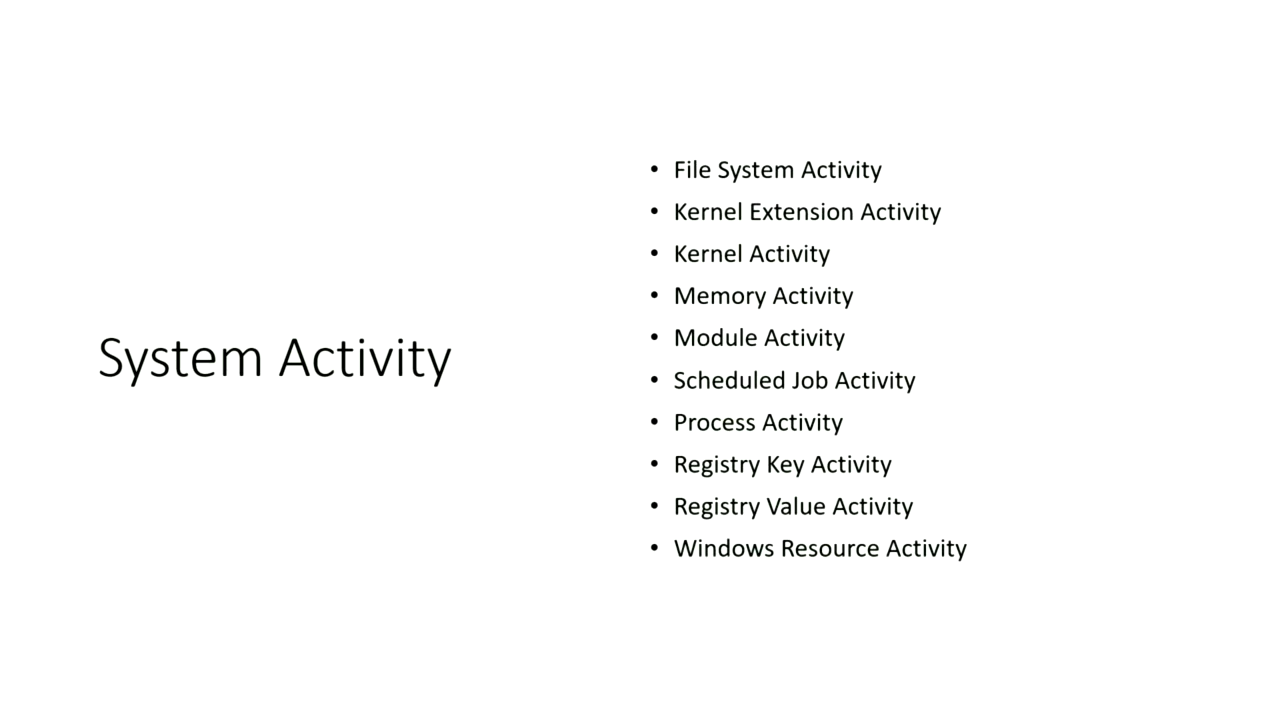 System Activity
• File System Activity
• Kernel Extension Activity
• Kernel Activity
• Memory Activity
• Module Activity
• Scheduled Job Activity
• Process Activity
• Registry Key Activity
• Registry Value Activity
• Windows Resource Activity